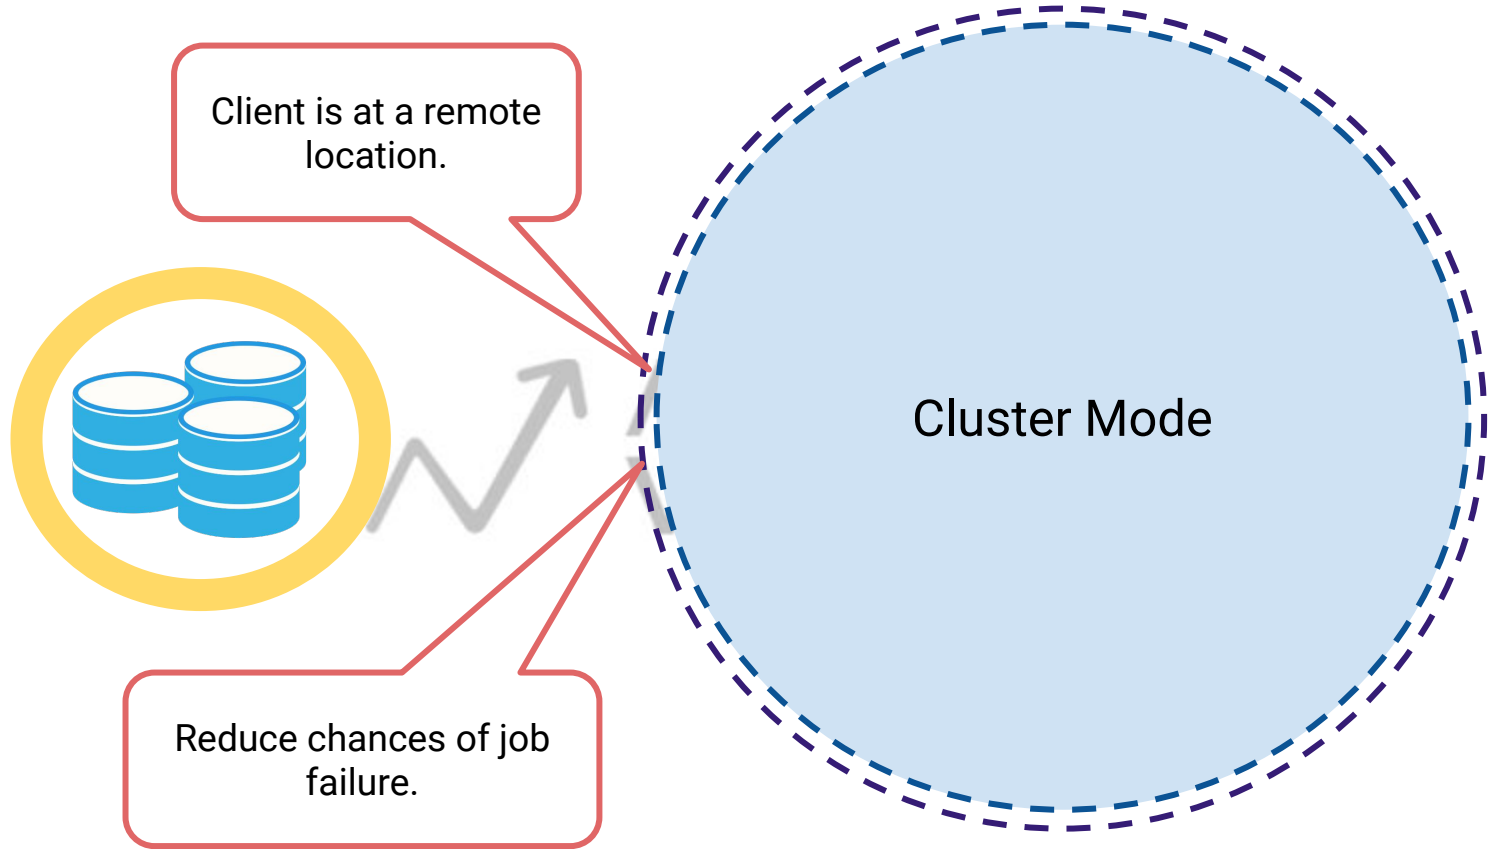 Client is at a remote
location.
Cluster Mode
Reduce chances of job
failure.